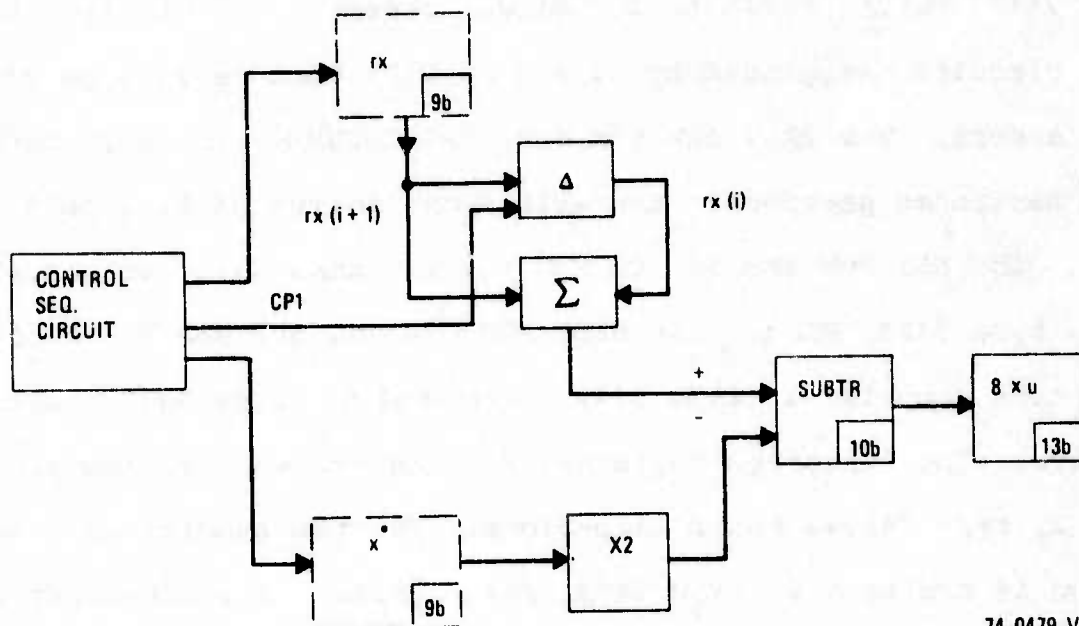 rx
9b
Δ
rx (i + 1)
rx (i)
CONTROL
SEQ.
CIRCUIT
CP1
Σ
+
SUBTR
-
10b
8 x u
13b
x°
9b
X2
74-0479-V